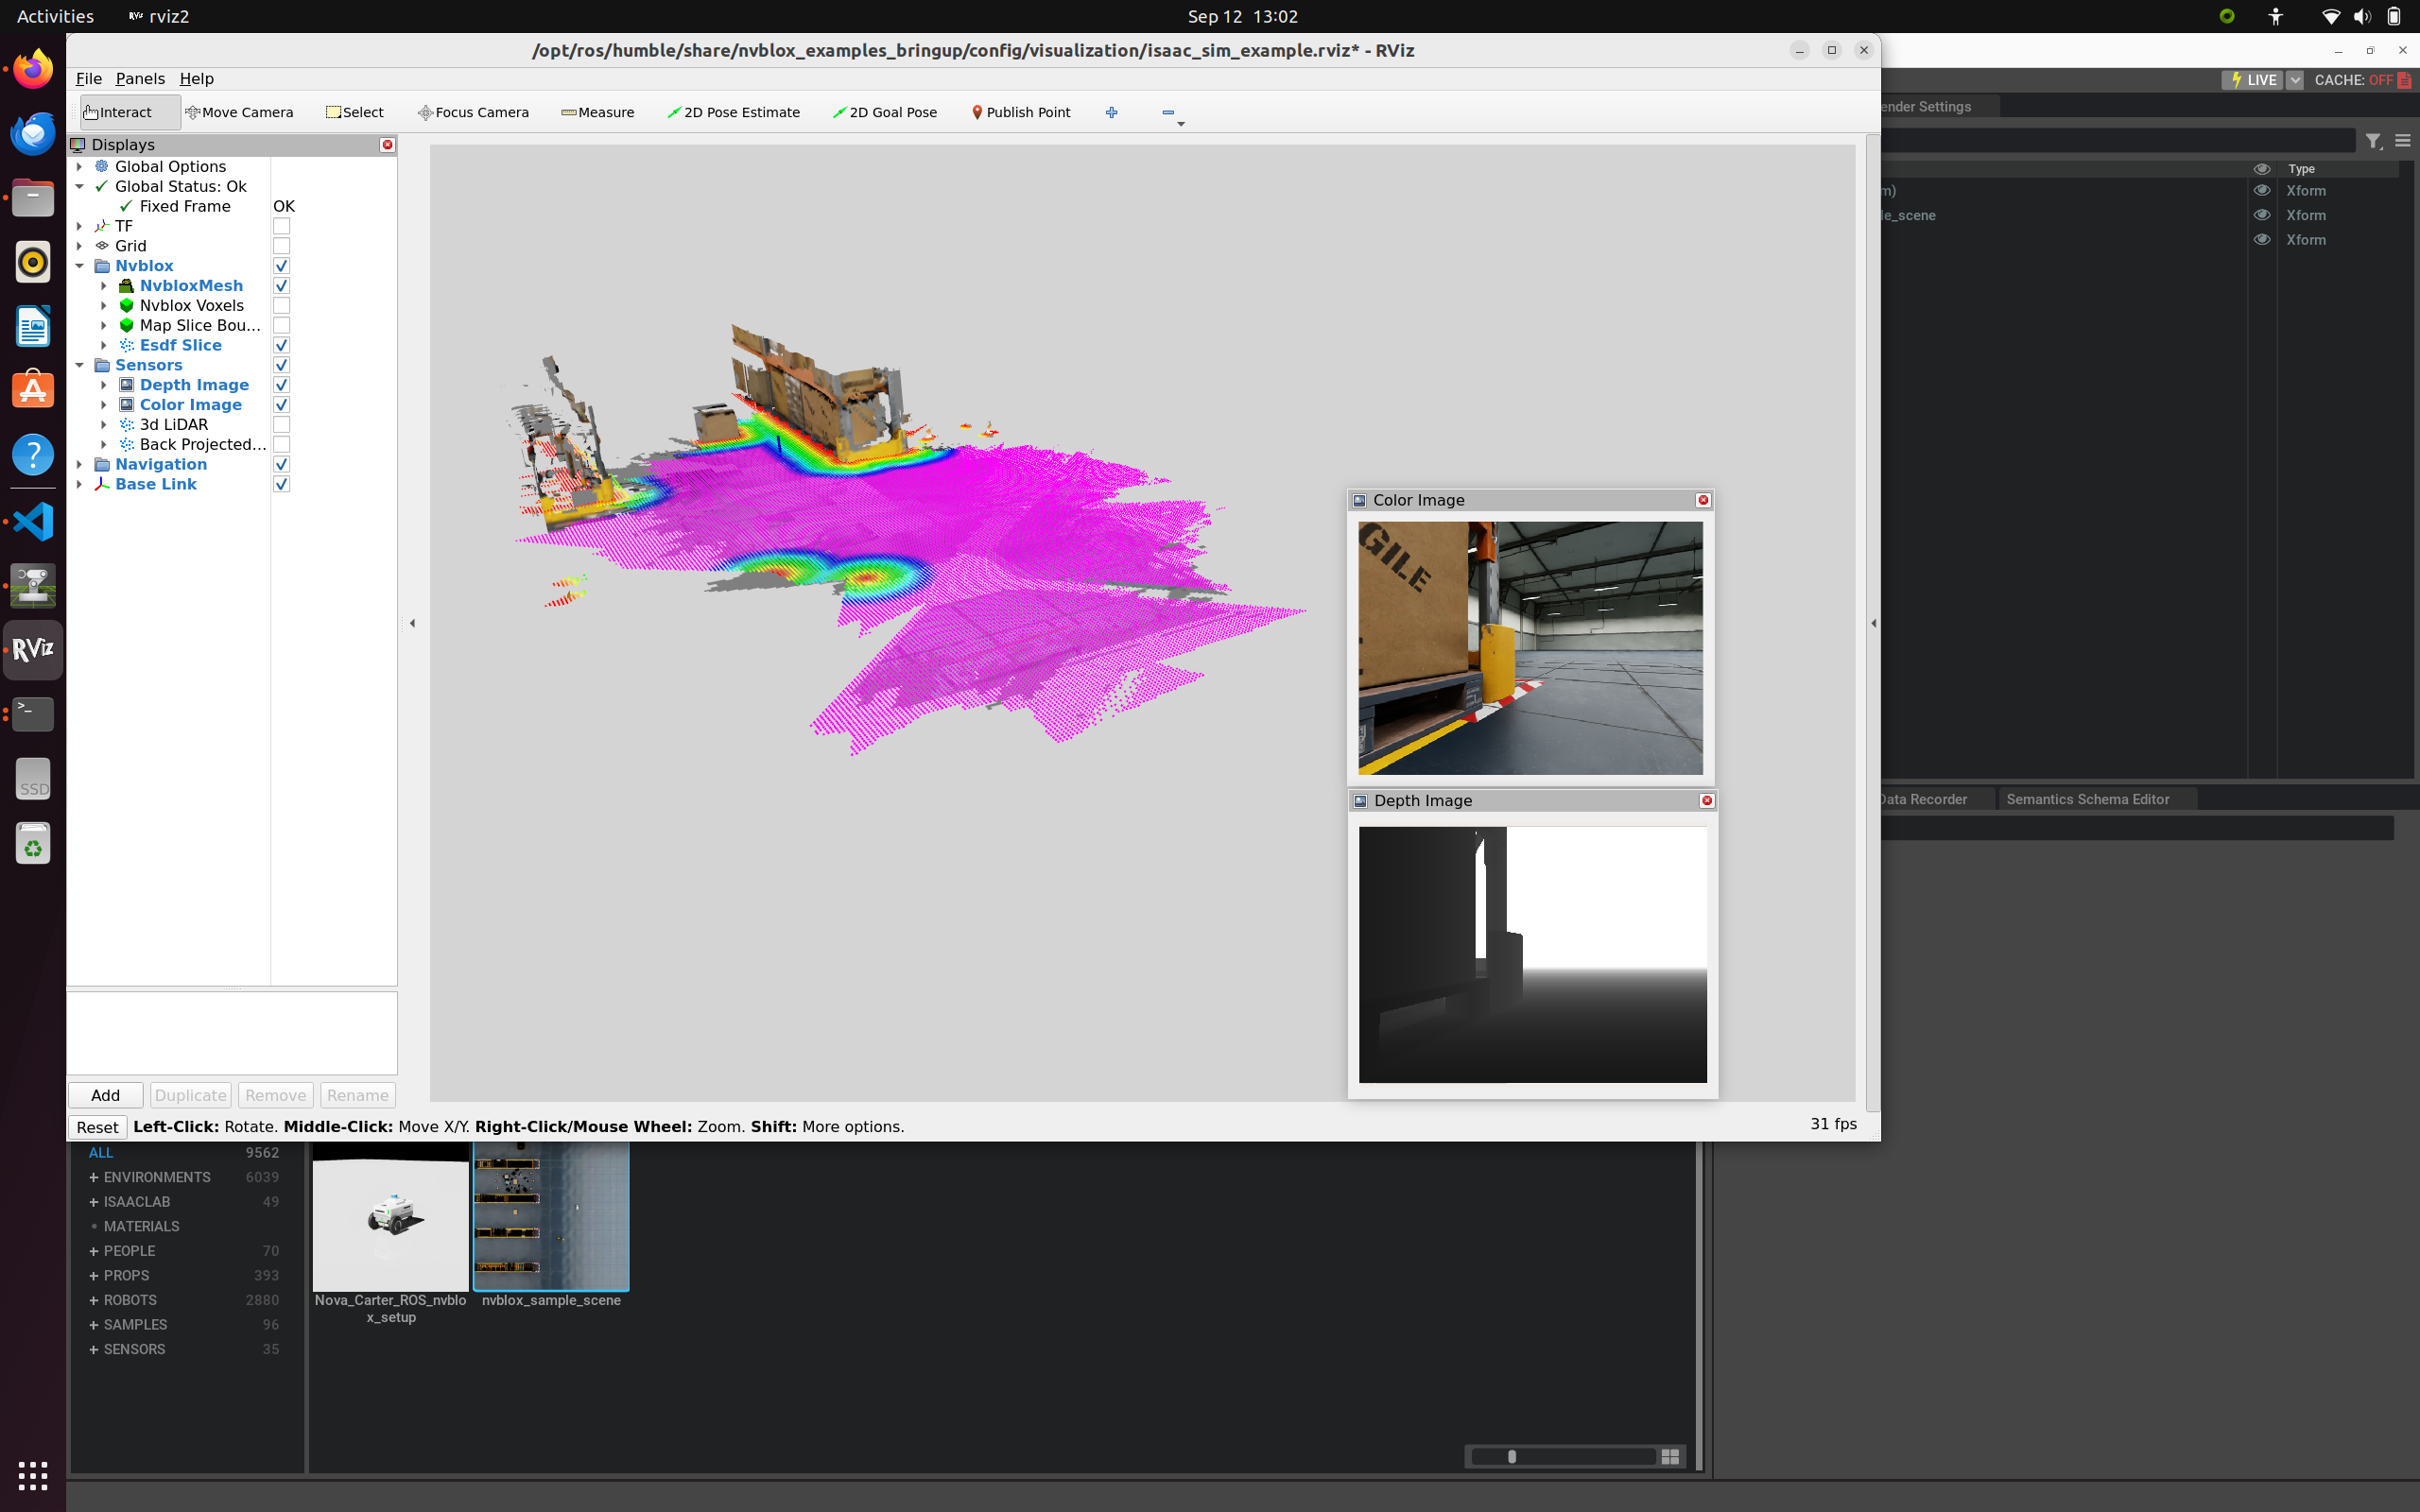 Activities
rviz2
Sep 12 13:02
/opt/ros/humble/share/nvblox_examples_bringup/config/visualization/isaac_sim_example.rviz* - RViz
File Panels Help
LIVE
CACHE: OFF
Interact
Move Camera
Select
Focus Camera
Measure
2D Pose Estimate
2D Goal Pose
Publish Point
ender Settings
Displays
Global Options
Global Status: Ok
Fixed Frame
OK
TF
Grid
Nvblox
NvbloxMesh
Nvblox Voxels
Map Slice Bou…
Esdf Slice
Sensors
Depth Image
Color Image
3d LiDAR
Back Projected…
Navigation
Base Link
Type
m)
Xform
le_scene
Xform
Xform
Color Image
GILE
Depth Image
Data Recorder
Semantics Schema Editor
RViz
>_
SSD
Add
Duplicate
Remove
Rename
Reset
Left-Click: Rotate. Middle-Click: Move X/Y. Right-Click/Mouse Wheel: Zoom. Shift: More options.
31 fps
ALL 9562
+ ENVIRONMENTS 6039
+ ISAACLAB 49
• MATERIALS
+ PEOPLE 70
+ PROPS 393
+ ROBOTS 2880
+ SAMPLES 96
+ SENSORS 35
Nova_Carter_ROS_nvblo
x_setup
nvblox_sample_scene